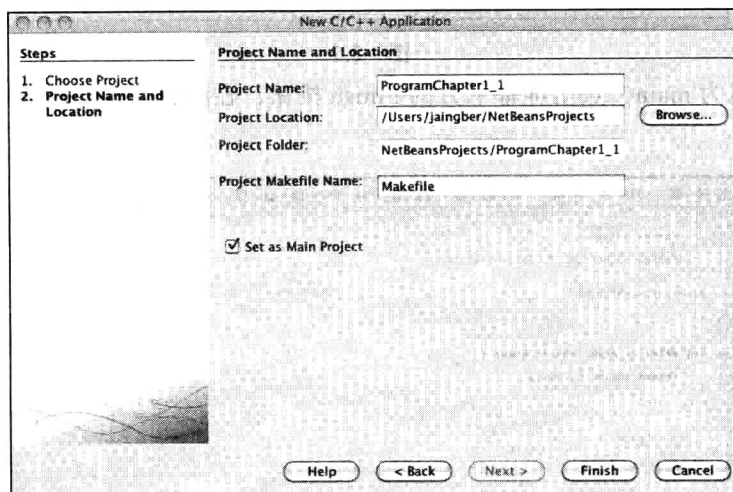 New C/C++ Application
Steps
1. Choose Project
2. Project Name and
Location
Project Name and Location
Project Name: ProgramChapter1_1
Project Location: /Users/jaingber/NetBeansProjects Browse...
Project Folder: NetBeansProjects/ProgramChapter1_1
Project Makefile Name: Makefile
Set as Main Project
Help < Back Next > Finish Cancel